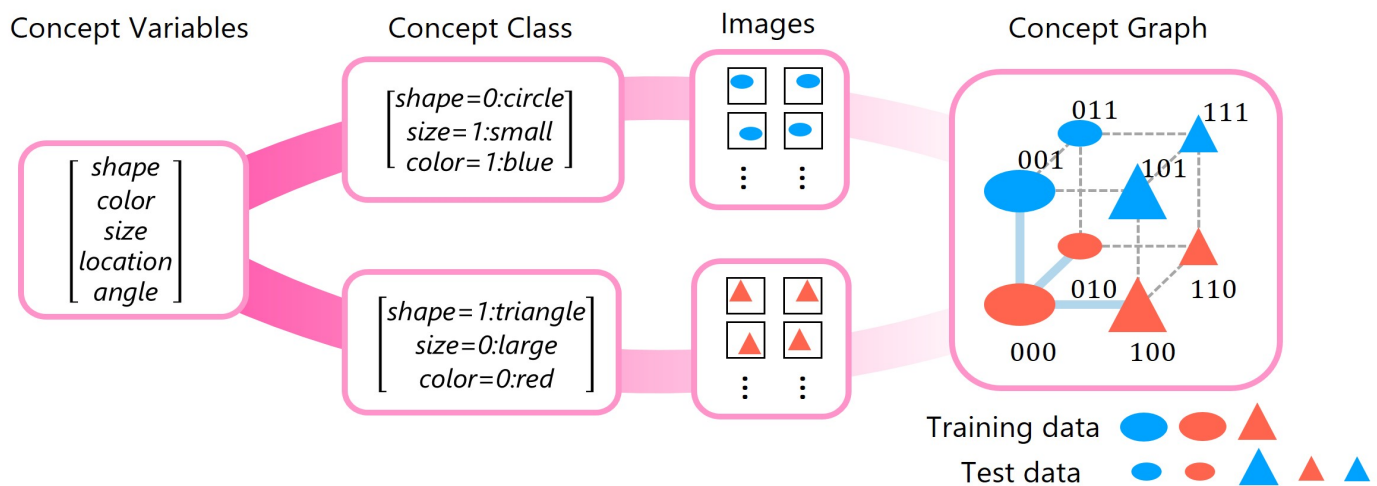 Concept Variables
Concept Class
Images
Concept Graph
shape
color
size
location
angle
shape=0:circle
size=1:small
color=1:blue
shape=1:triangle
size=0:large
color=0:red
011
111
001
101
010
110
000
100
Training data
Test data